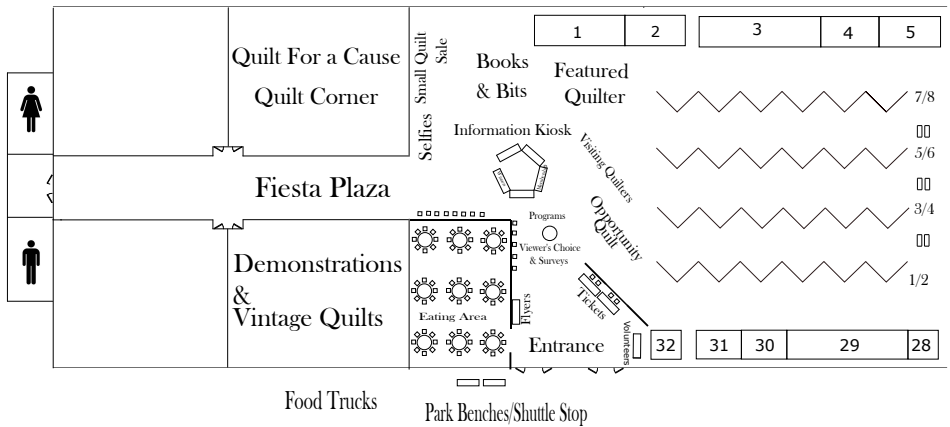 Quilt For a Cause
Quilt Corner
Small Quilt
Sale
Selfies
Books
& Bits
Featured
Quilter
1
2
3
4
5
7/8
5/6
3/4
1/2
Information Kiosk
Visiting Quilters
Fiesta Plaza
Opportunity
Quilt
Programs
Viewer's Choice
& Surveys
Demonstrations
&
Vintage Quilts
Eating Area
Flyers
Tickets
Volunteers
Entrance
32
31
30
29
28
Food Trucks
Park Benches/Shuttle Stop